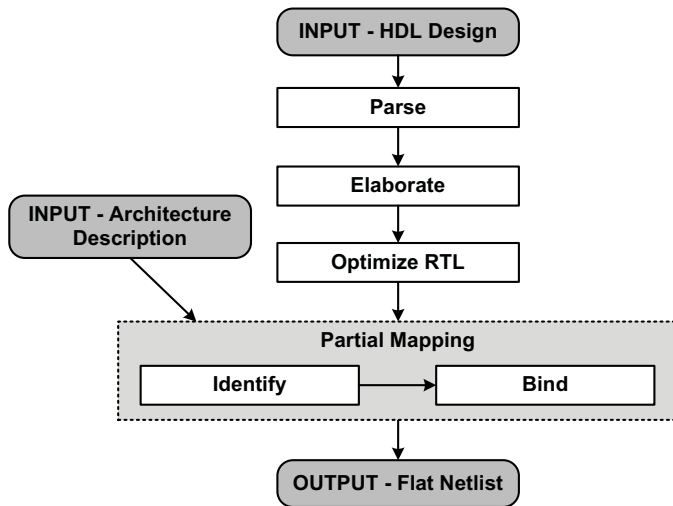 INPUT - HDL Design
Parse
Elaborate
INPUT - Architecture
Description
Optimize RTL
Partial Mapping
Identify
Bind
OUTPUT - Flat Netlist